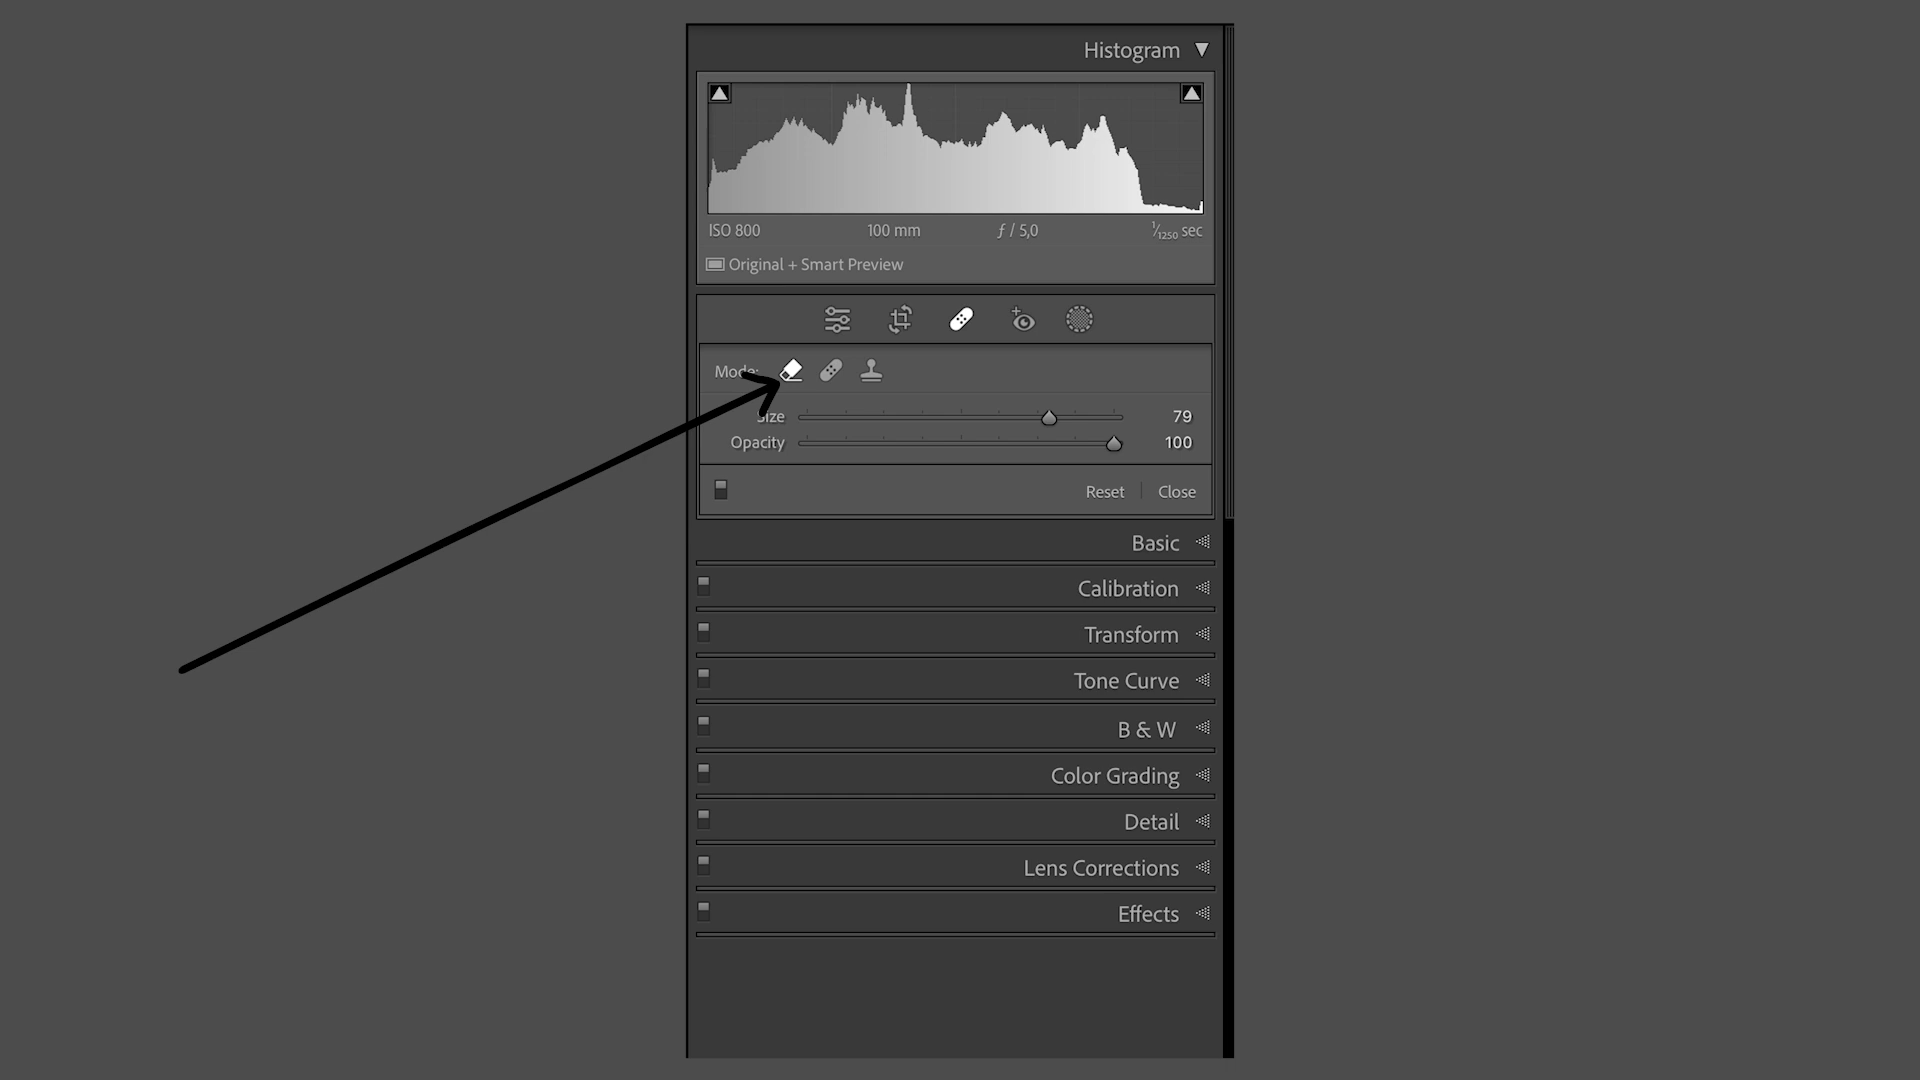 Histogram
ISO 800 100 mm ƒ / 5,0 1/1250 sec
Original + Smart Preview
Mode:
Size 79
Opacity 100
Reset Close
Basic
Calibration
Transform
Tone Curve
B & W
Color Grading
Detail
Lens Corrections
Effects